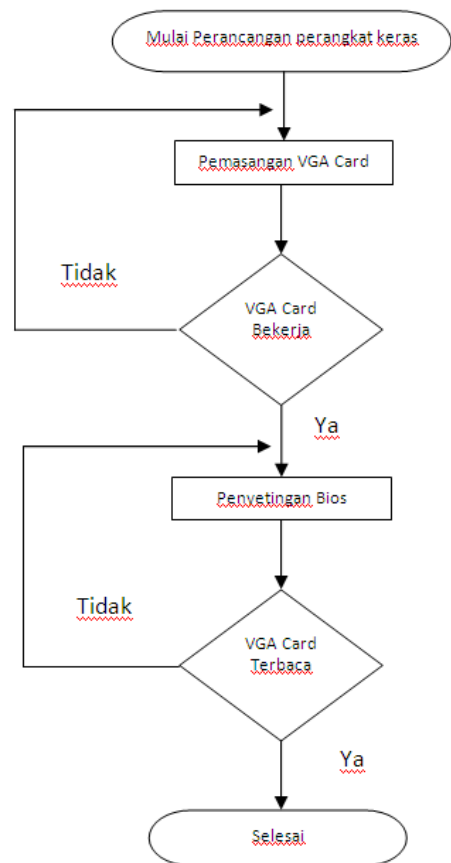 Mulai Perancangan perangkat keras
Pemasangan VGA Card
Tidak
VGA Card
Bekerja
Ya
Penyetingan Bios
Tidak
VGA Card
Terbaca
Ya
Selesai